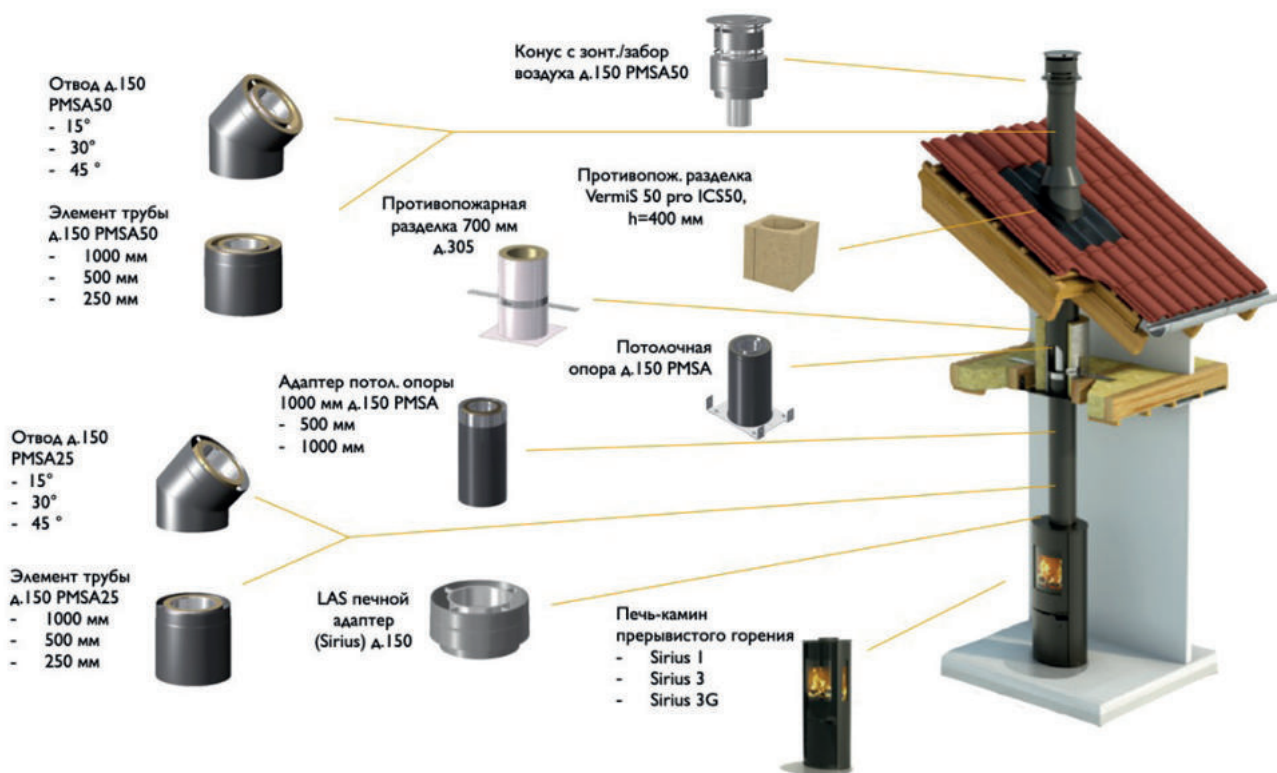 Конус с зонт./забор
воздуха д.150 PMSA50
Отвод д.150
PMSA50
- 15°
- 30°
- 45 °
Противопож. разделка
VermiS 50 pro ICS50,
h=400 мм
Противопожарная
разделка 700 мм
д.305
Элемент трубы
д.150 PMSA50
- 1000 мм
- 500 мм
- 250 мм
Потолочная
опора д.150 PMSA
Адаптер потол. опоры
1000 мм д.150 PMSA
- 500 мм
- 1000 мм
Отвод д.150
PMSA25
- 15°
- 30°
- 45 °
Элемент трубы
д.150 PMSA25
- 1000 мм
- 500 мм
- 250 мм
LAS печной
адаптер
(Sirius) д.150
Печь-камин
прерывистого горения
- Sirius 1
- Sirius 3
- Sirius 3G